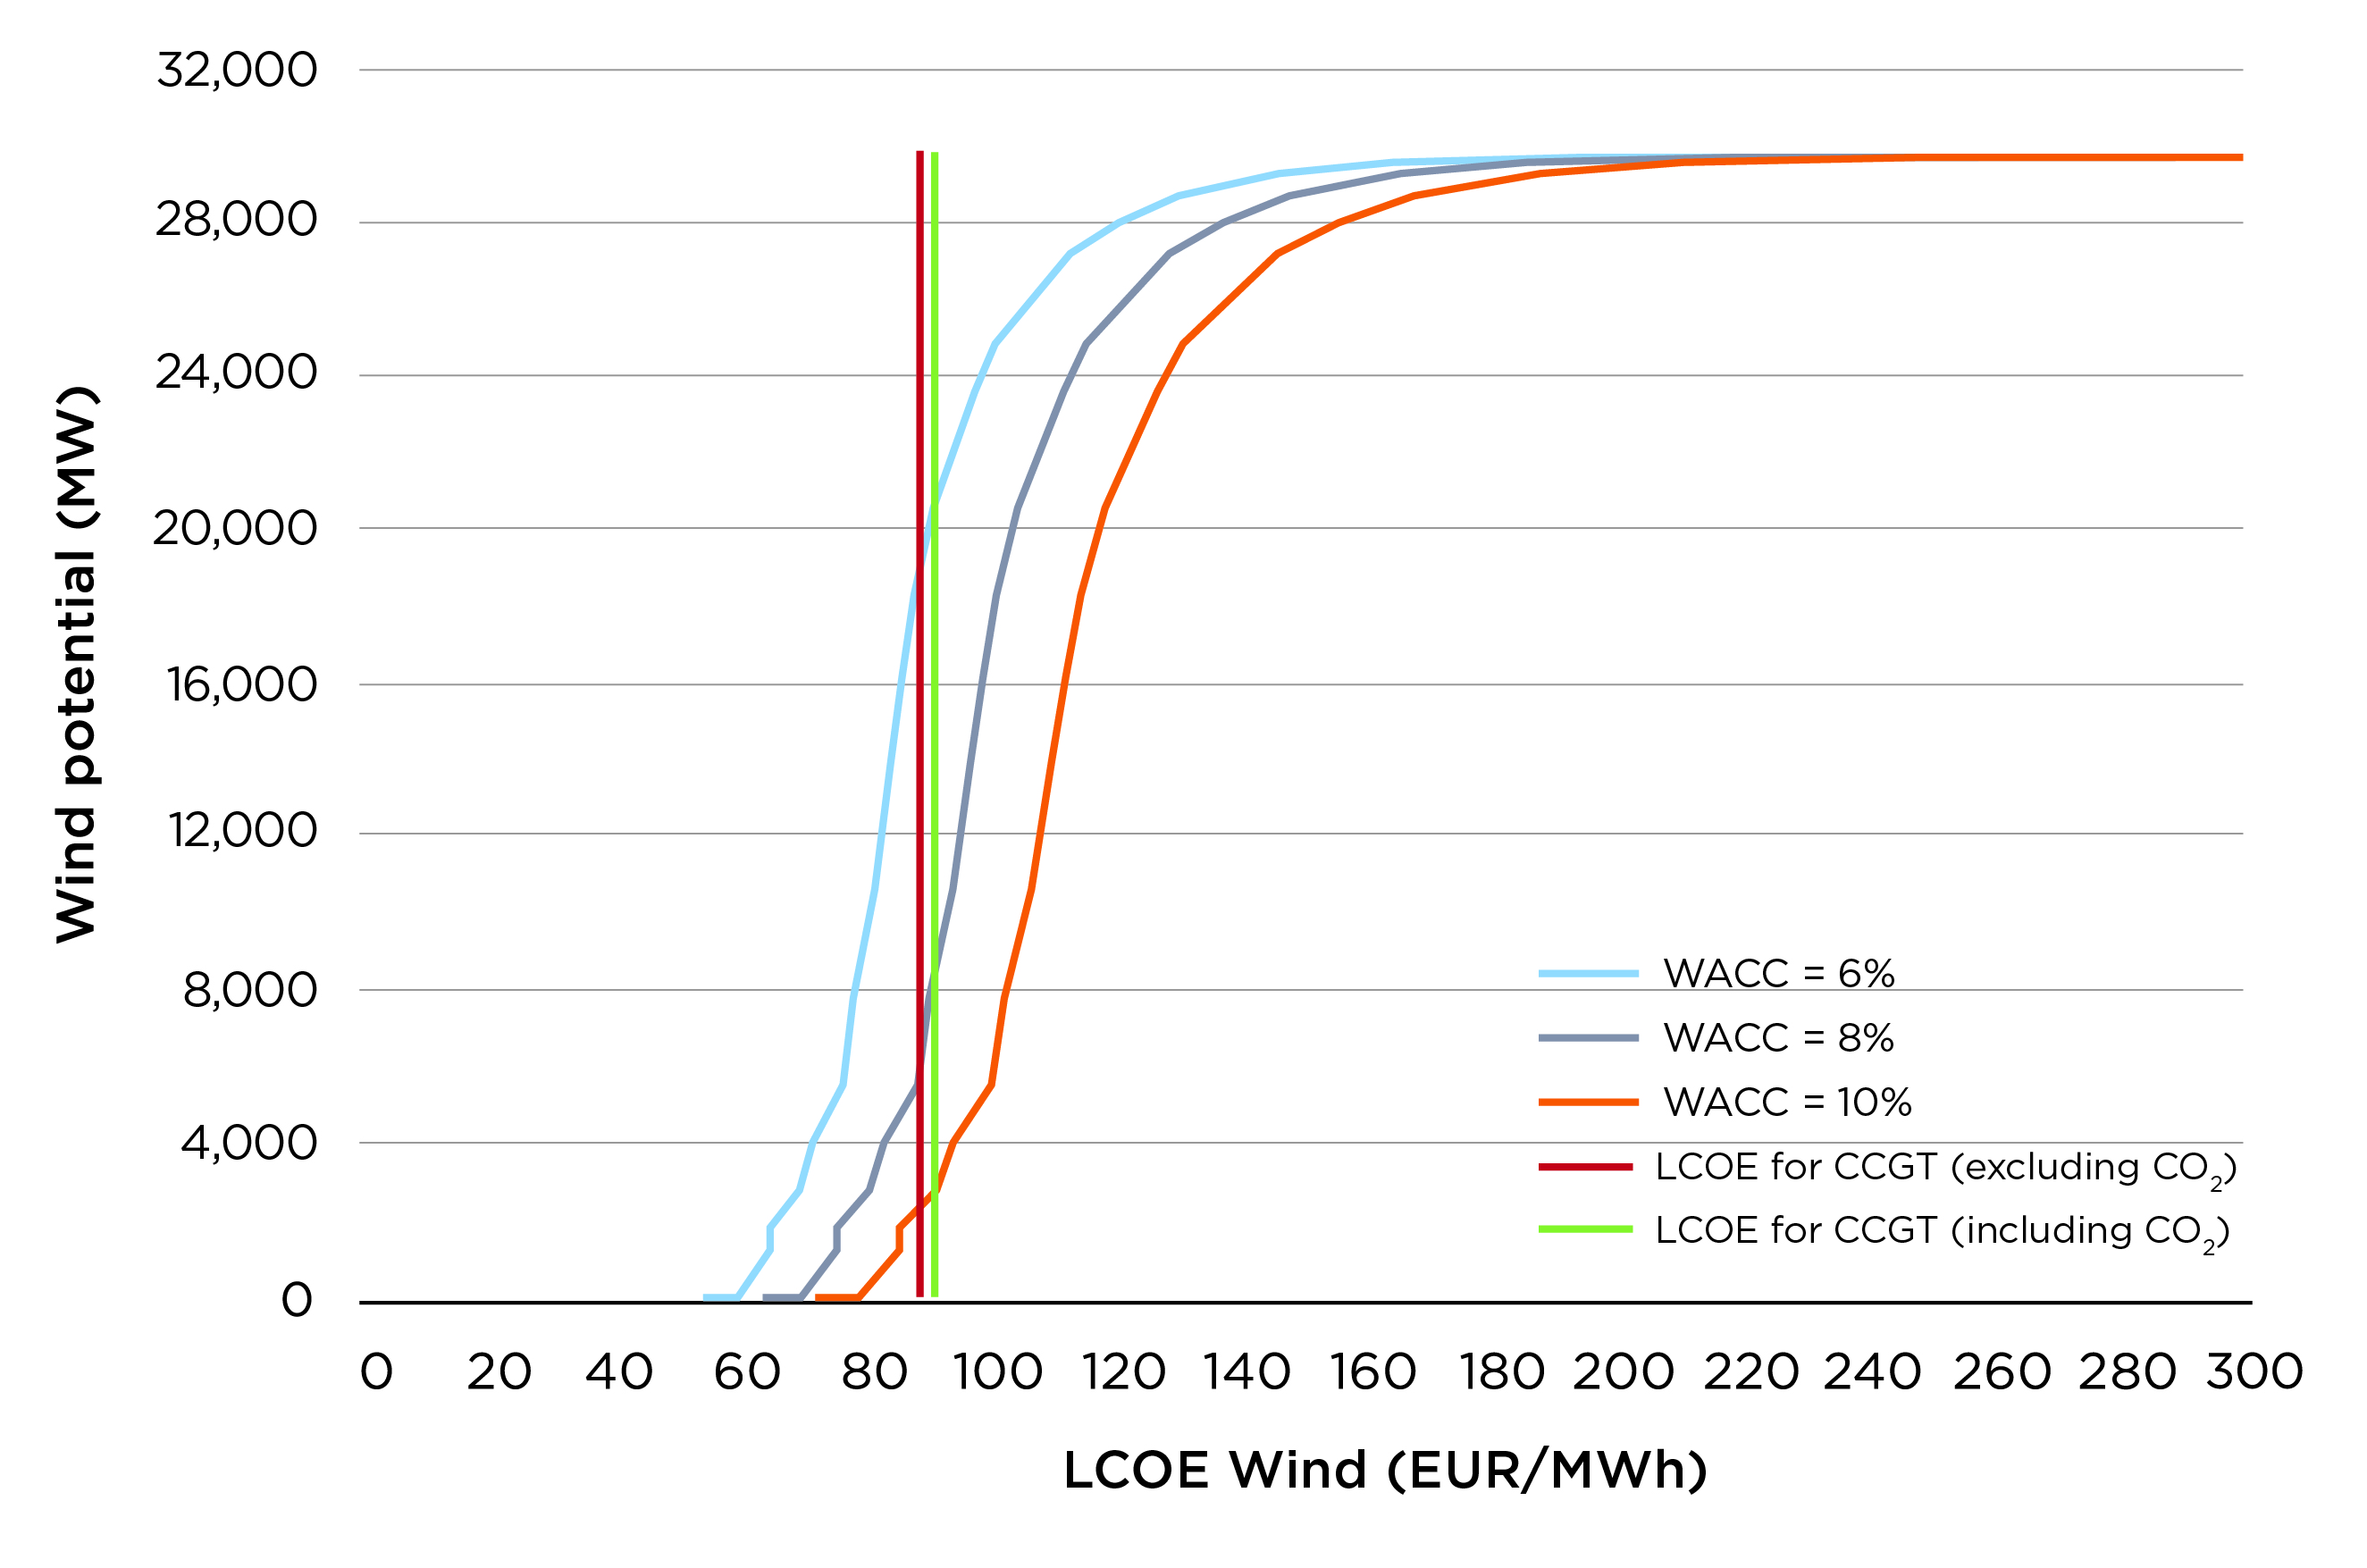 32,000
28,000
24,000
20,000
16,000
12,000
8,000
4,000
0
Wind potential (MW)
WACC = 6%
WACC = 8%
WACC = 10%
LCOE for CCGT (excluding CO₂)
LCOE for CCGT (including CO₂)
0 20 40 60 80 100 120 140 160 180 200 220 240 260 280 300
LCOE Wind (EUR/MWh)